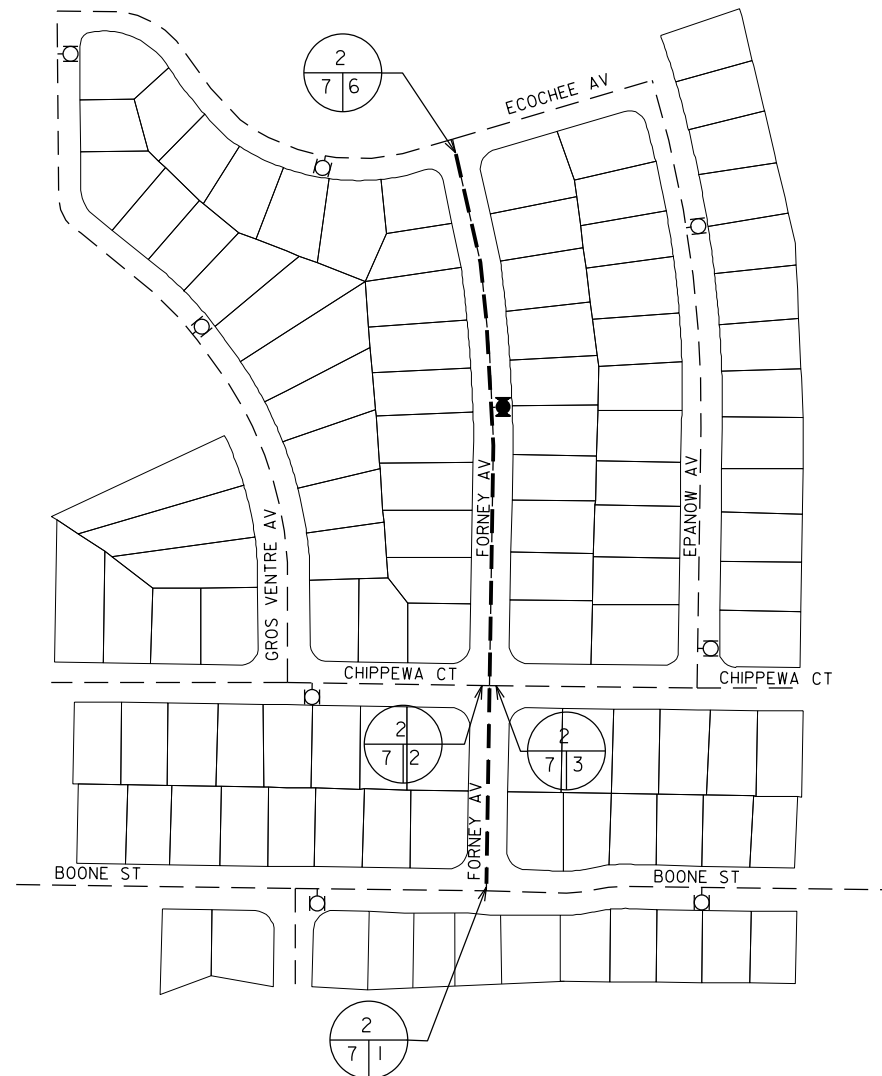 2
7 6
ECOCHEE AV
FORNEY AV
EPANOW AV
GROS VENTRE AV
CHIPPEWA CT
CHIPPEWA CT
2
7 2
2
7 3
FORNEY AV
BOONE ST
BOONE ST
2
7 1